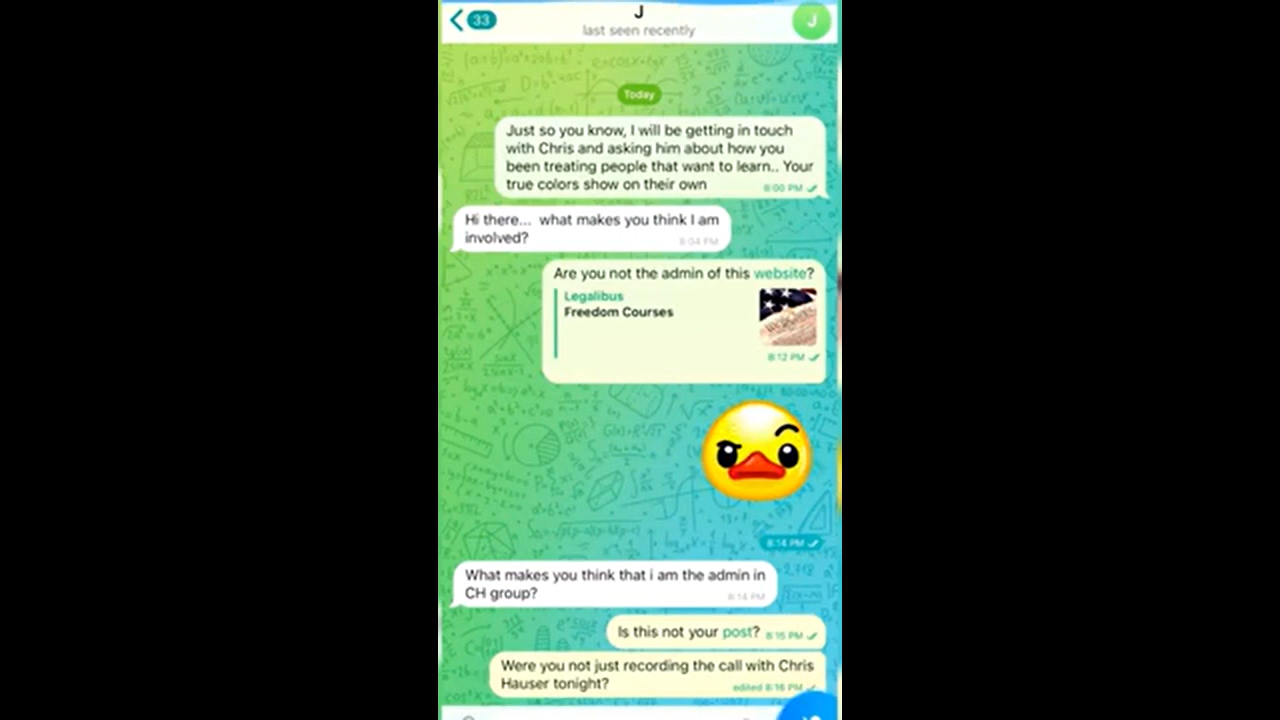 33
J
last seen recently
J
Today
Just so you know, I will be getting in touch
with Chris and asking him about how you
been treating people that want to learn.. Your
true colors show on their own
8:00 PM
Hi there... what makes you think I am
involved?
8:04 PM
Are you not the admin of this website?
Legalibus
Freedom Courses
8:12 PM
8:14 PM
What makes you think that i am the admin in
CH group?
8:14 PM
Is this not your post? 8:15 PM
Were you not just recording the call with Chris
Hauser tonight?
edited 8:16 PM